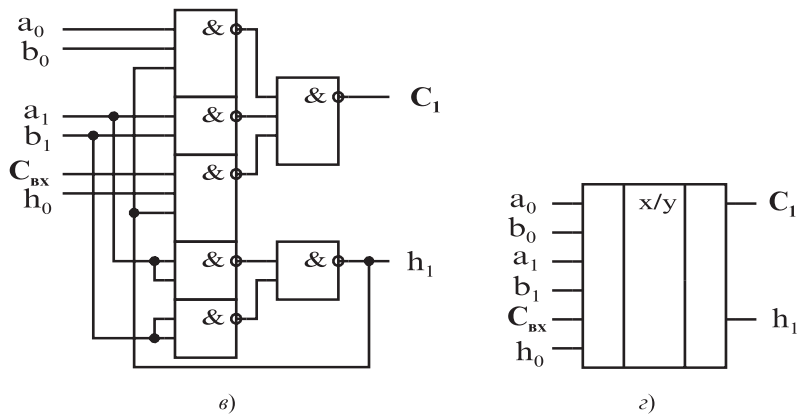 a₀
b₀
a₁
b₁
Cвх
h₀
&
&
&
&
&
&
C₁
&
h₁
в)
a₀
b₀
a₁
b₁
Cвх
h₀
x/y
C₁
h₁
г)